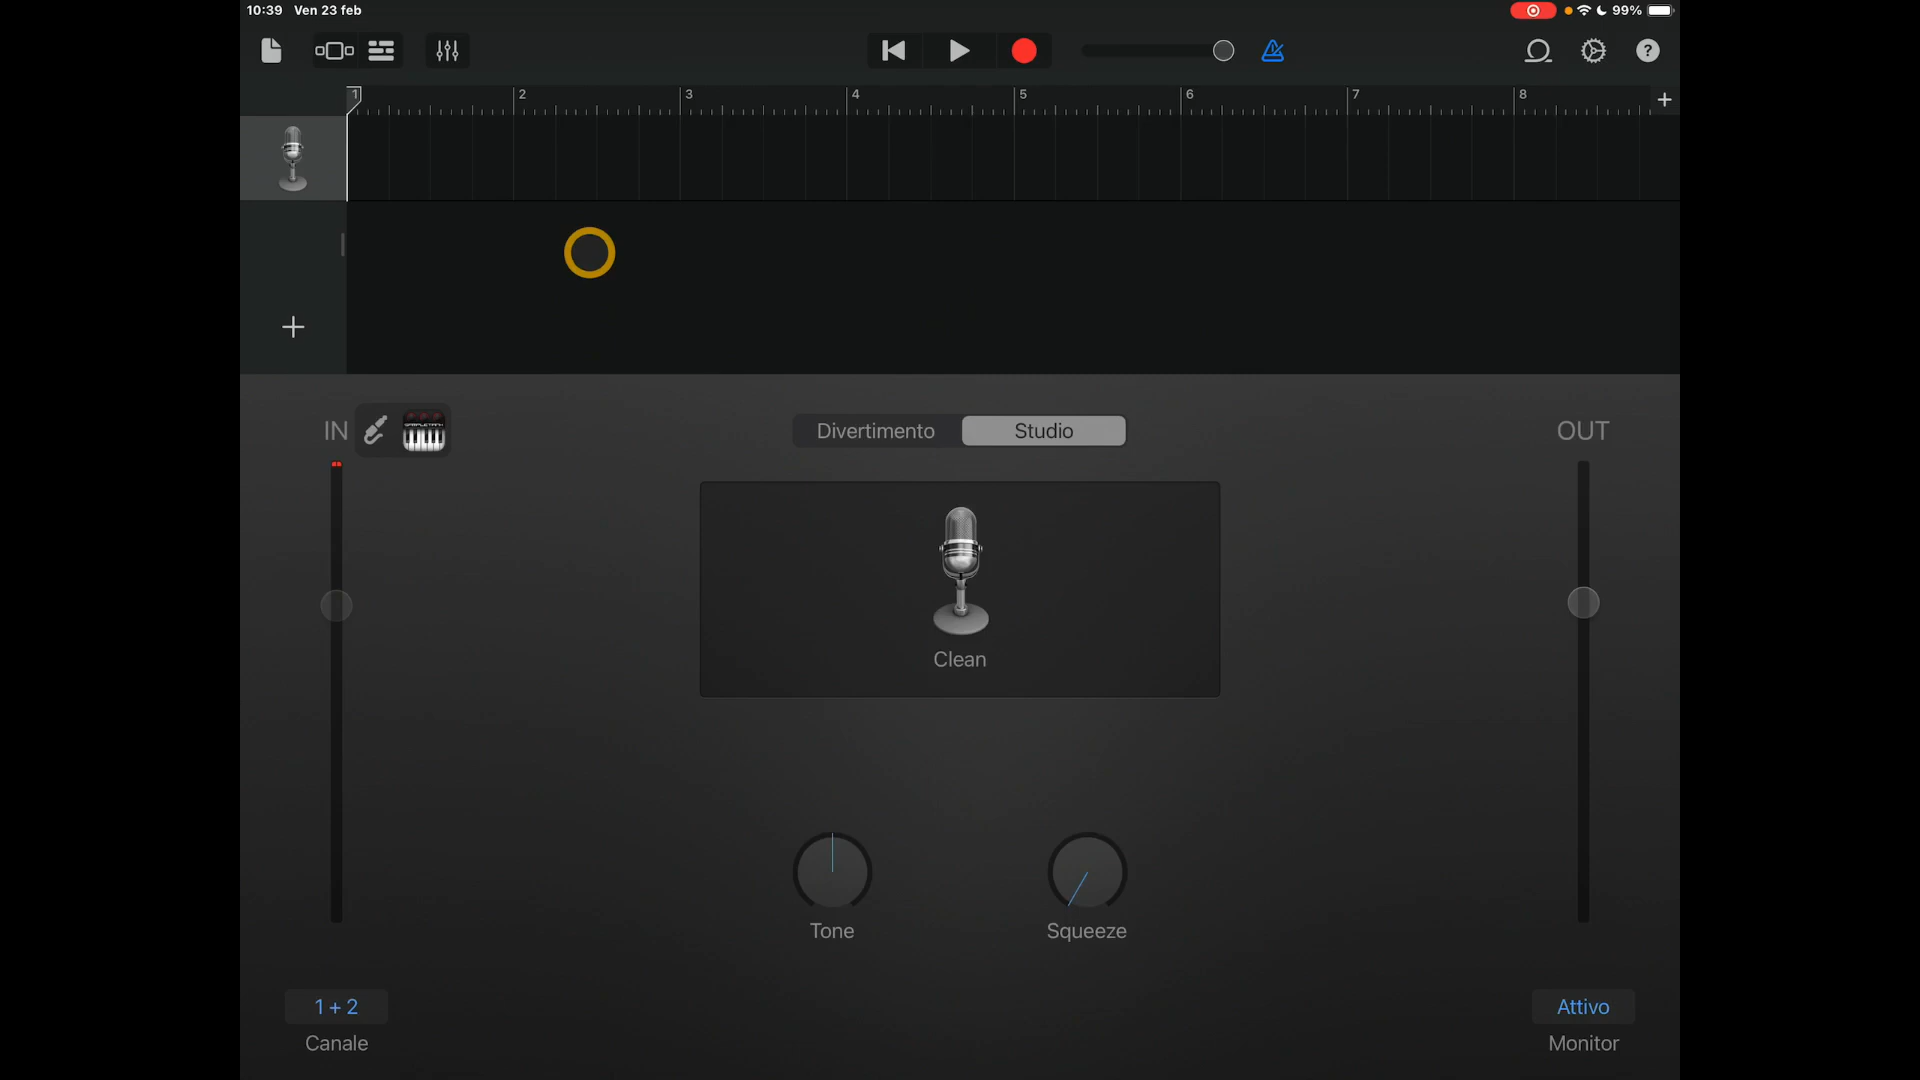 10:39 Ven 23 feb
99%
?
1 2 3 4 5 6 7 8
IN
SAMPLETANK
Divertimento Studio
OUT
Clean
Tone Squeeze
1 + 2
Attivo
Canale
Monitor